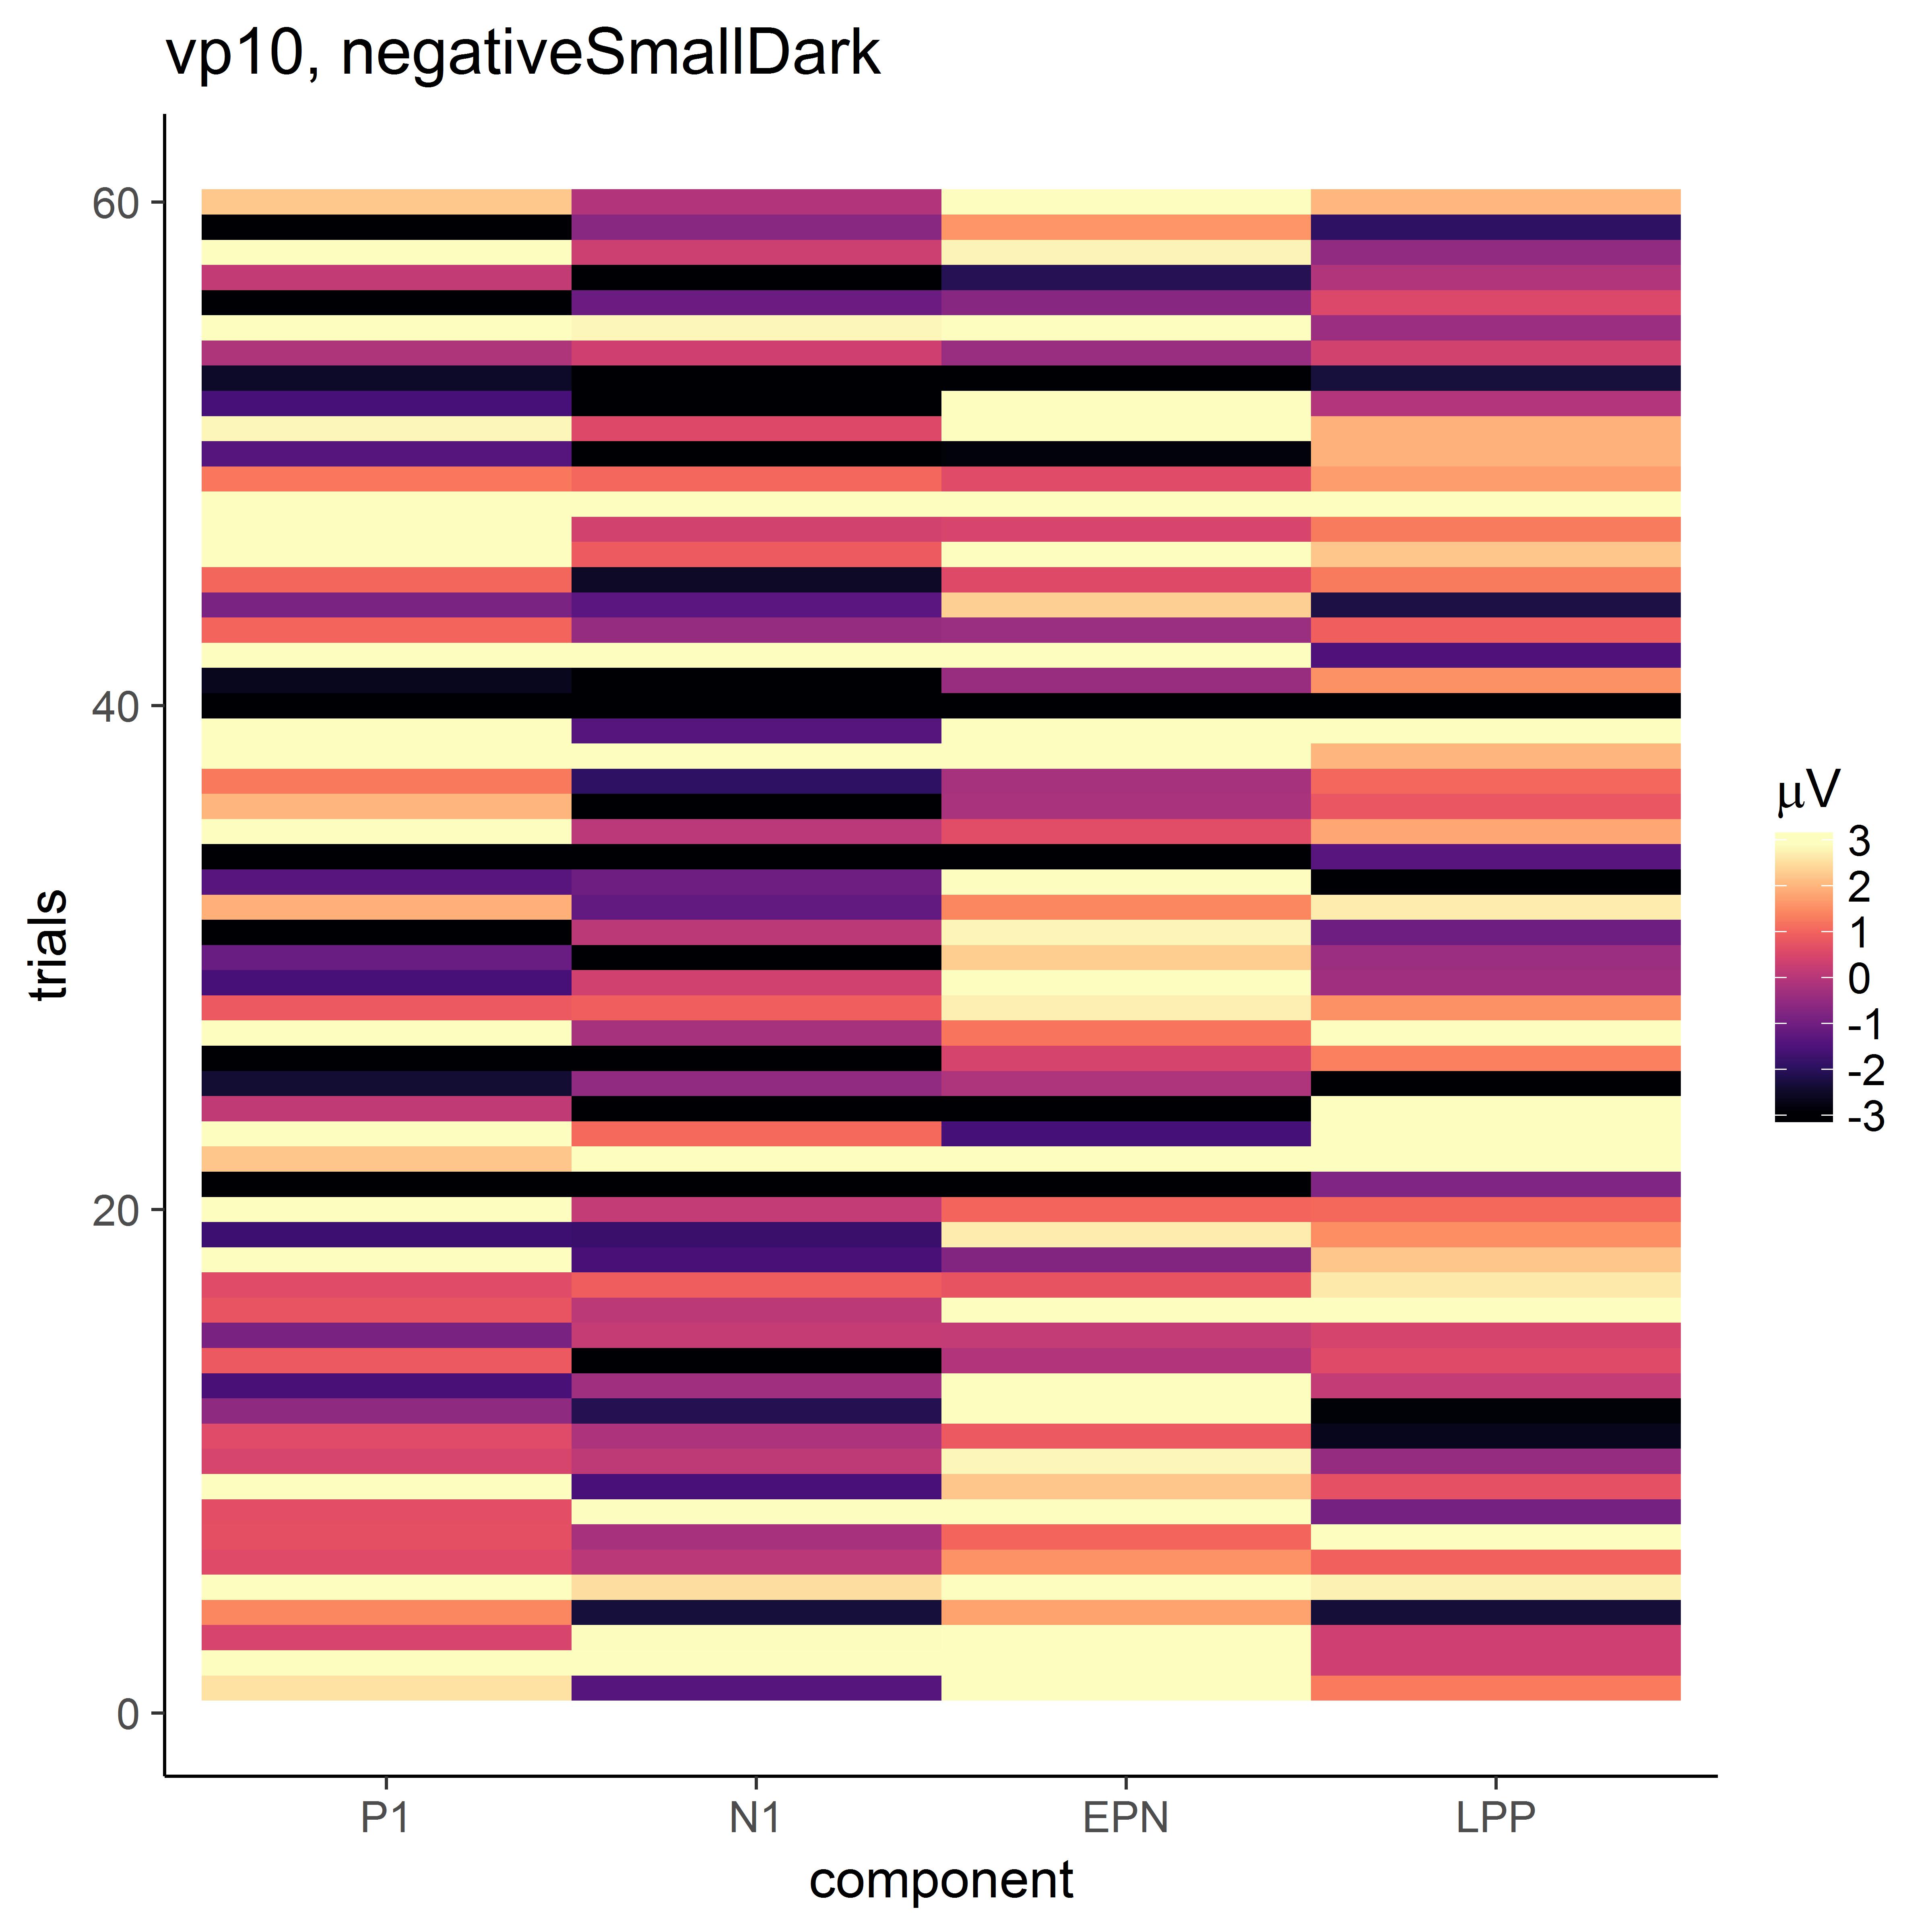 vp10, negativeSmallDark
60
40
20
0
trials
P1 N1 EPN LPP
component
μV
3
2
1
0
-1
-2
-3